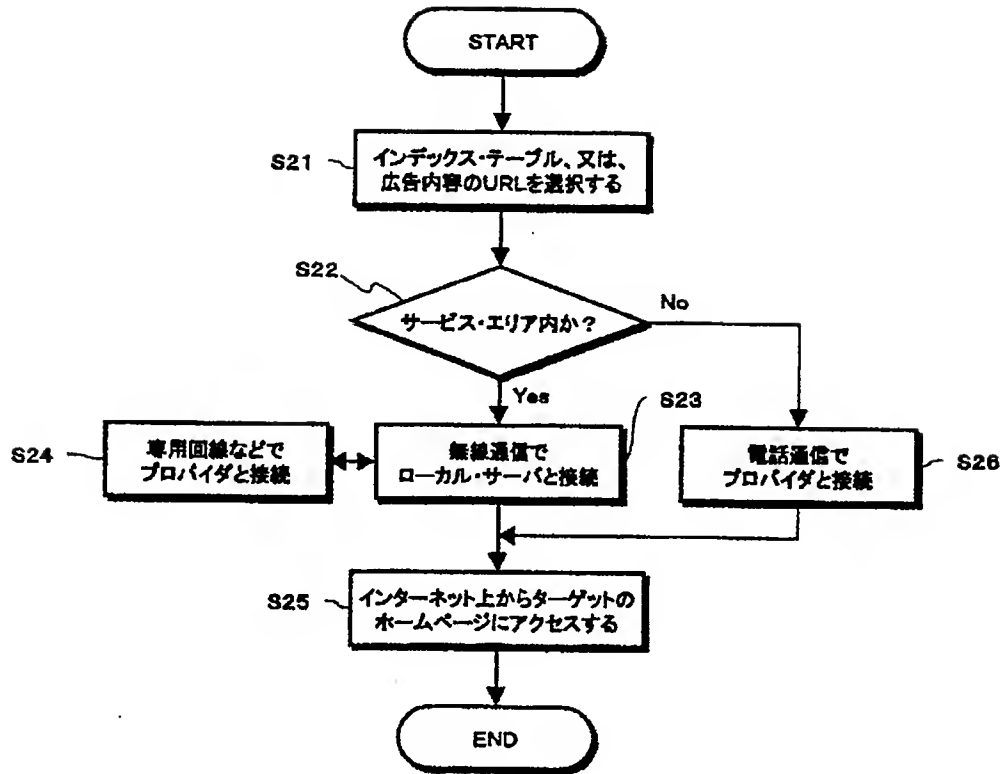 START
S21
インデックス・テーブル、又は、
広告内容のURLを選択する
S22
サービス・エリア内か？
No
Yes
S23
S24
専用回線などで
プロバイダと接続
無線通信で
ローカル・サーバと接続
電話通信で
プロバイダと接続
S26
S25
インターネット上からターゲットの
ホームページにアクセスする
END